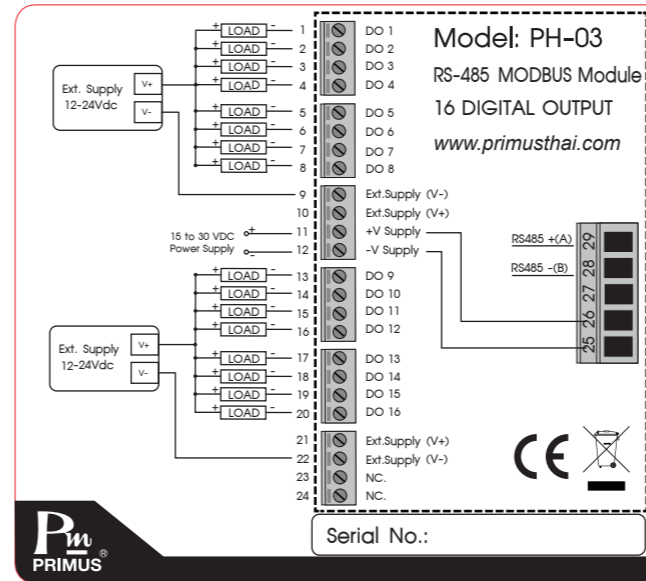 + LOAD - 1 DO 1
+ LOAD - 2 DO 2
+ LOAD - 3 DO 3
+ LOAD - 4 DO 4
Ext. Supply V+
12-24Vdc V-
+ LOAD - 5 DO 5
+ LOAD - 6 DO 6
+ LOAD - 7 DO 7
+ LOAD - 8 DO 8
9 Ext.Supply (V-)
10 Ext.Supply (V+)
15 to 30 VDC + 11 +V Supply
Power Supply - 12 -V Supply
+ LOAD - 13 DO 9
+ LOAD - 14 DO 10
+ LOAD - 15 DO 11
+ LOAD - 16 DO 12
Ext. Supply V+
12-24Vdc V-
+ LOAD - 17 DO 13
+ LOAD - 18 DO 14
+ LOAD - 19 DO 15
+ LOAD - 20 DO 16
21 Ext.Supply (V+)
22 Ext.Supply (V-)
23 NC.
24 NC.
Model: PH-03
RS-485 MODBUS Module
16 DIGITAL OUTPUT
www.primusthai.com
RS485 +(A) 29
RS485 -(B) 28
27
26
25
CE
Serial No.:
Pm
PRIMUS®